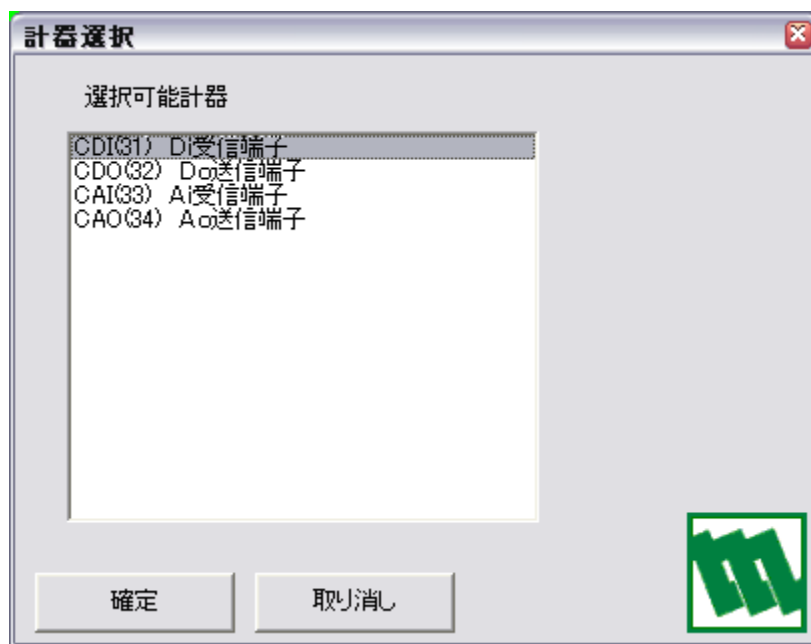 計器選択
選択可能計器
CDI(31) Di受信端子
CDO(32) Do送信端子
CAI(33) Ai受信端子
CAO(34) Ao送信端子
確定
取り消し